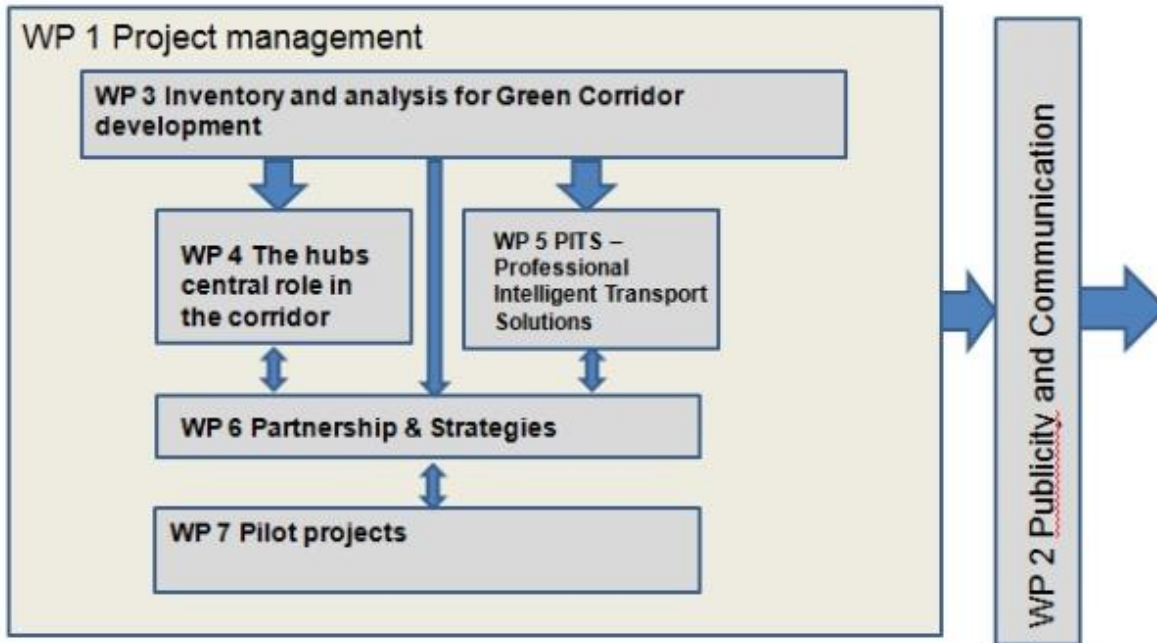 WP 1 Project management
WP 3 Inventory and analysis for Green Corridor
development
WP 4 The hubs
central role in
the corridor
WP 5 PITS –
Professional
Intelligent Transport
Solutions
WP 6 Partnership & Strategies
WP 7 Pilot projects
WP 2 Publicity and Communication